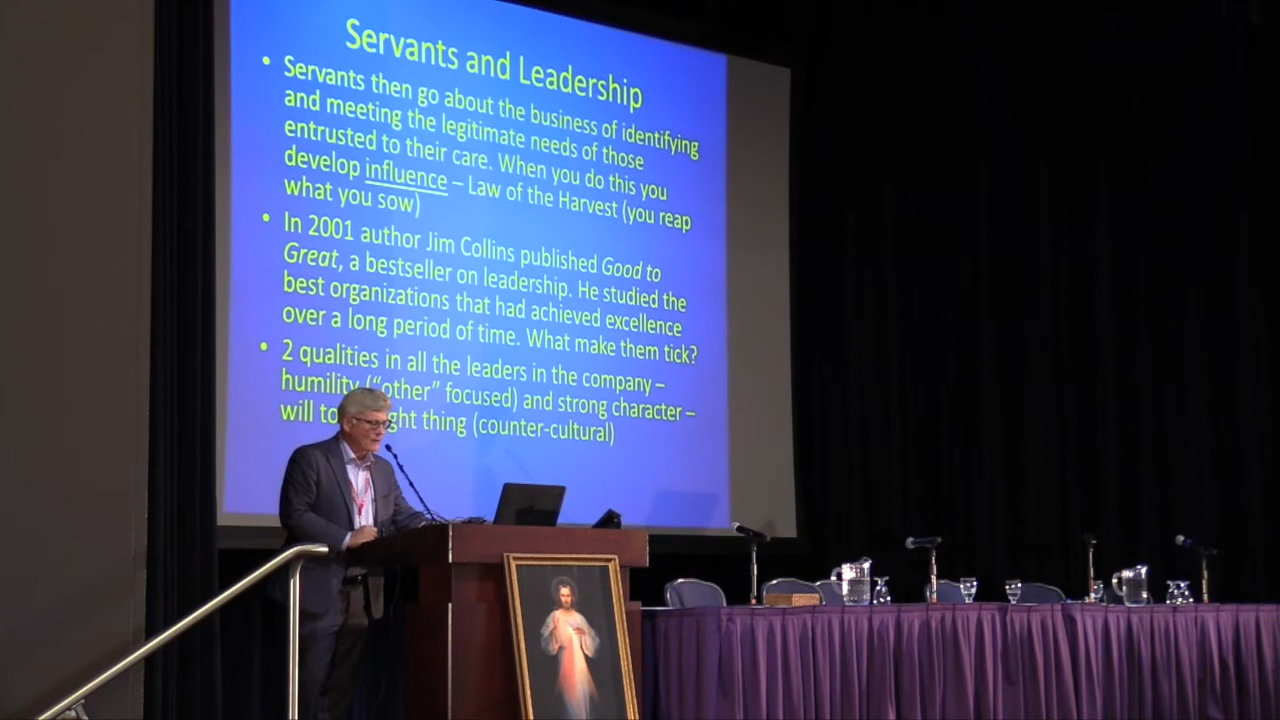 Servants and Leadership
• Servants then go about the business of identifying
and meeting the legitimate needs of those
entrusted to their care. When you do this you
develop influence – Law of the Harvest (you reap
what you sow)
• In 2001 author Jim Collins published Good to
Great, a bestseller on leadership. He studied the
best organizations that had achieved excellence
over a long period of time. What make them tick?
• 2 qualities in all the leaders in the company –
humility (“other” focused) and strong character –
will thing (counter-cultural)